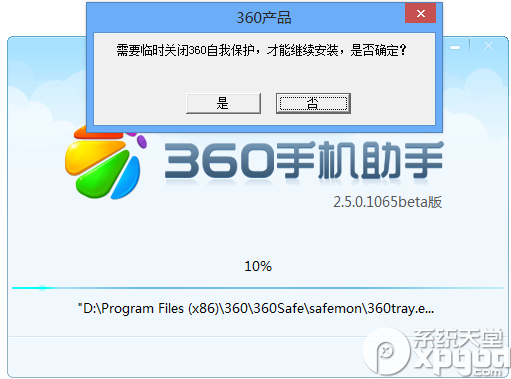 360产品
需要临时关闭360自我保护，才能继续安装，是否确定？
是
否
360手机助手
2.5.0.1065beta版
10%
"D:\Program Files (x86)\360\360Safe\safemon\360tray.e...
系统天堂
xpgod